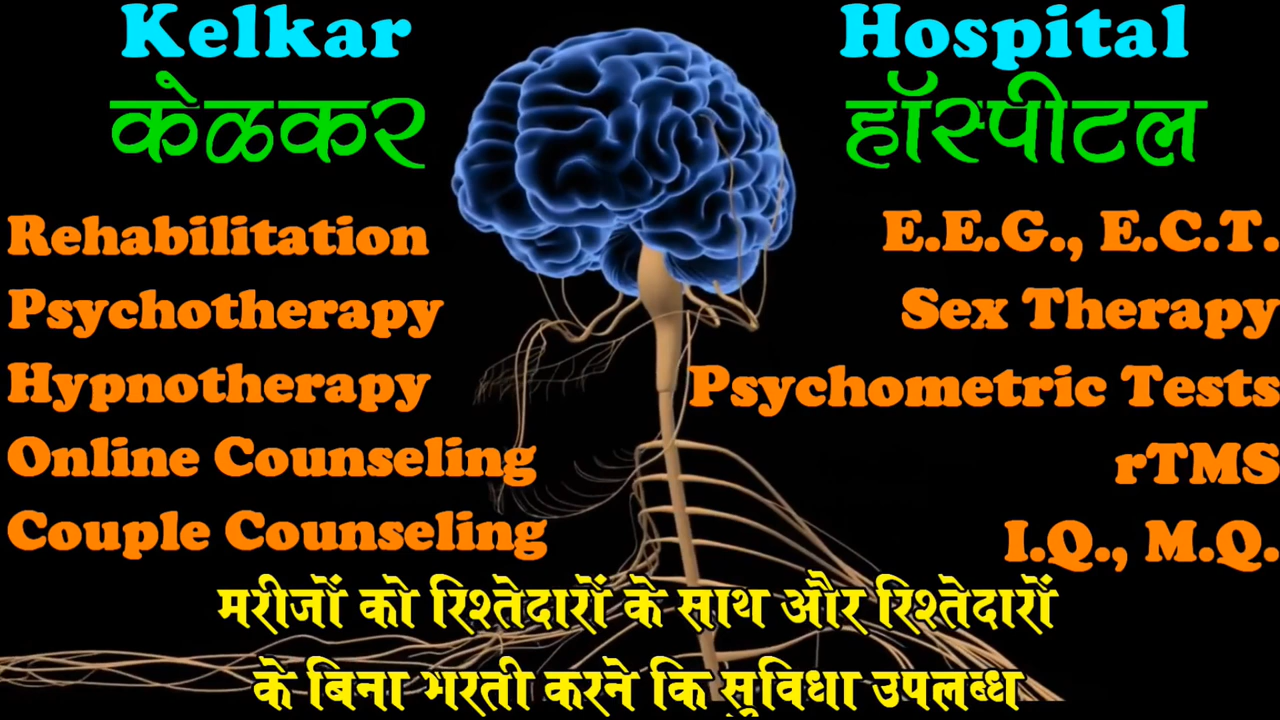 Kelkar Hospital
केळकर हॉस्पीटल
Rehabilitation
Psychotherapy
Hypnotherapy
Online Counseling
Couple Counseling
E.E.G., E.C.T.
Sex Therapy
Psychometric Tests
rTMS
I.Q., M.Q.
मरीजों को रिश्तेदारों के साथ और रिश्तेदारों
के बिना भरती करने कि सुविधा उपलब्ध